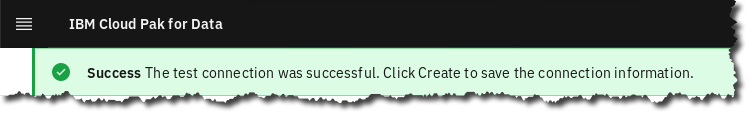 IBM Cloud Pak for Data
Success The test connection was successful. Click Create to save the connection information.